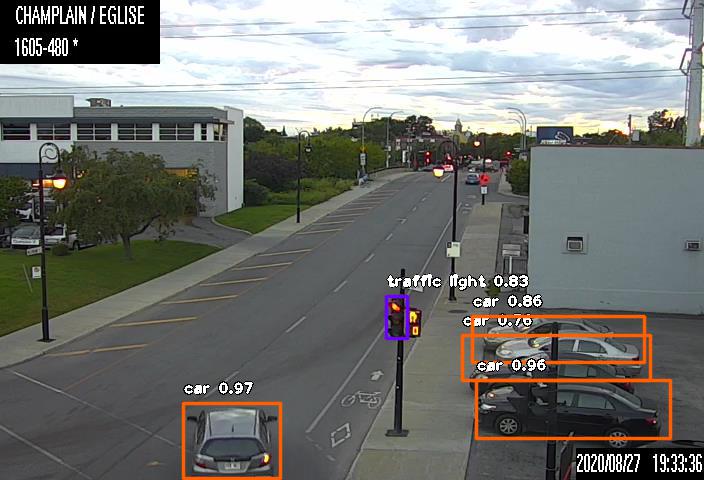 CHAMPLAIN / EGLISE
1605-480 *
traffic light 0.83
car 0.86
car 0.76
car 0.96
car 0.97
2020/08/27 19:33:36